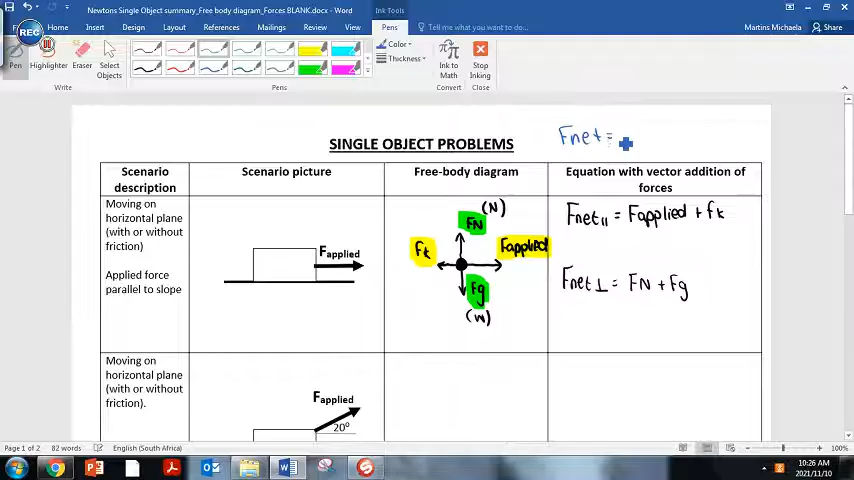 Newtons Single Object summary_Free body diagram_Forces BLANK.docx - Word
Ink Tools
REC
Home Insert Draw Design Layout References Mailings Review View Pens Tell me what you want to do... Martins Michaela Share
Pen Highlighter Eraser Select Objects
Color
Thickness
Ink to Math
Stop Inking
Write Pens Convert Close
Fnet =
SINGLE OBJECT PROBLEMS
Scenario description
Scenario picture
Free-body diagram
Equation with vector addition of forces
Moving on
horizontal plane
(with or without
friction)
Applied force
parallel to slope
Fapplied
(N)
FN
fk
Fapplied
Fg
(W)
Fnet|| = Fapplied + fk
Fnet⊥ = FN + Fg
Moving on
horizontal plane
(with or without
friction).
Fapplied
20°
Page 1 of 2 82 words English (South Africa) 100%
10:26 AM
2021/11/10